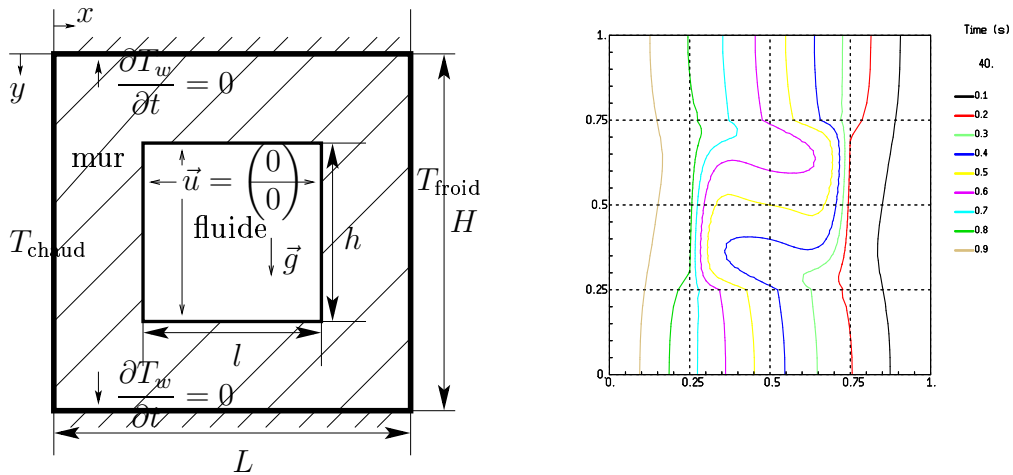 x
y
∂T_w/∂t = 0
mur
u⃗ = (0 0)
fluide
g⃗
h
l
T_chaud
T_froid
H
∂T_w/∂t = 0
L
1.
0.75
0.5
0.25
0.
0.
0.25
0.5
0.75
1.
Time (s)
40.
0.1
0.2
0.3
0.4
0.5
0.6
0.7
0.8
0.9